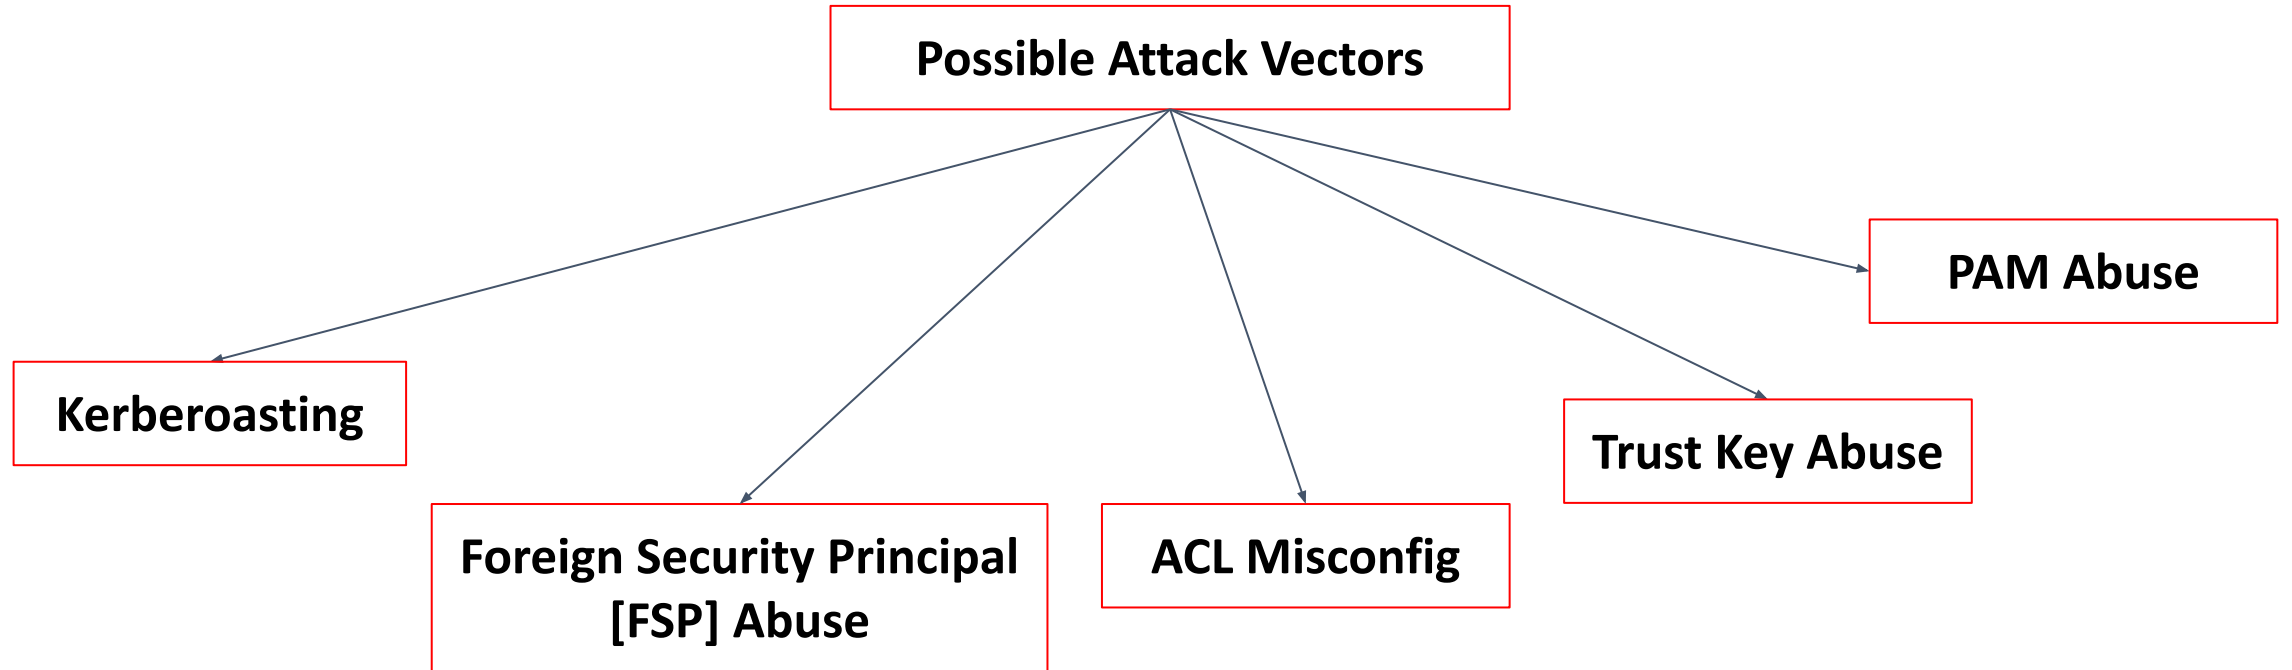 Possible Attack Vectors
PAM Abuse
Kerberoasting
Trust Key Abuse
Foreign Security Principal
[FSP] Abuse
ACL Misconfig